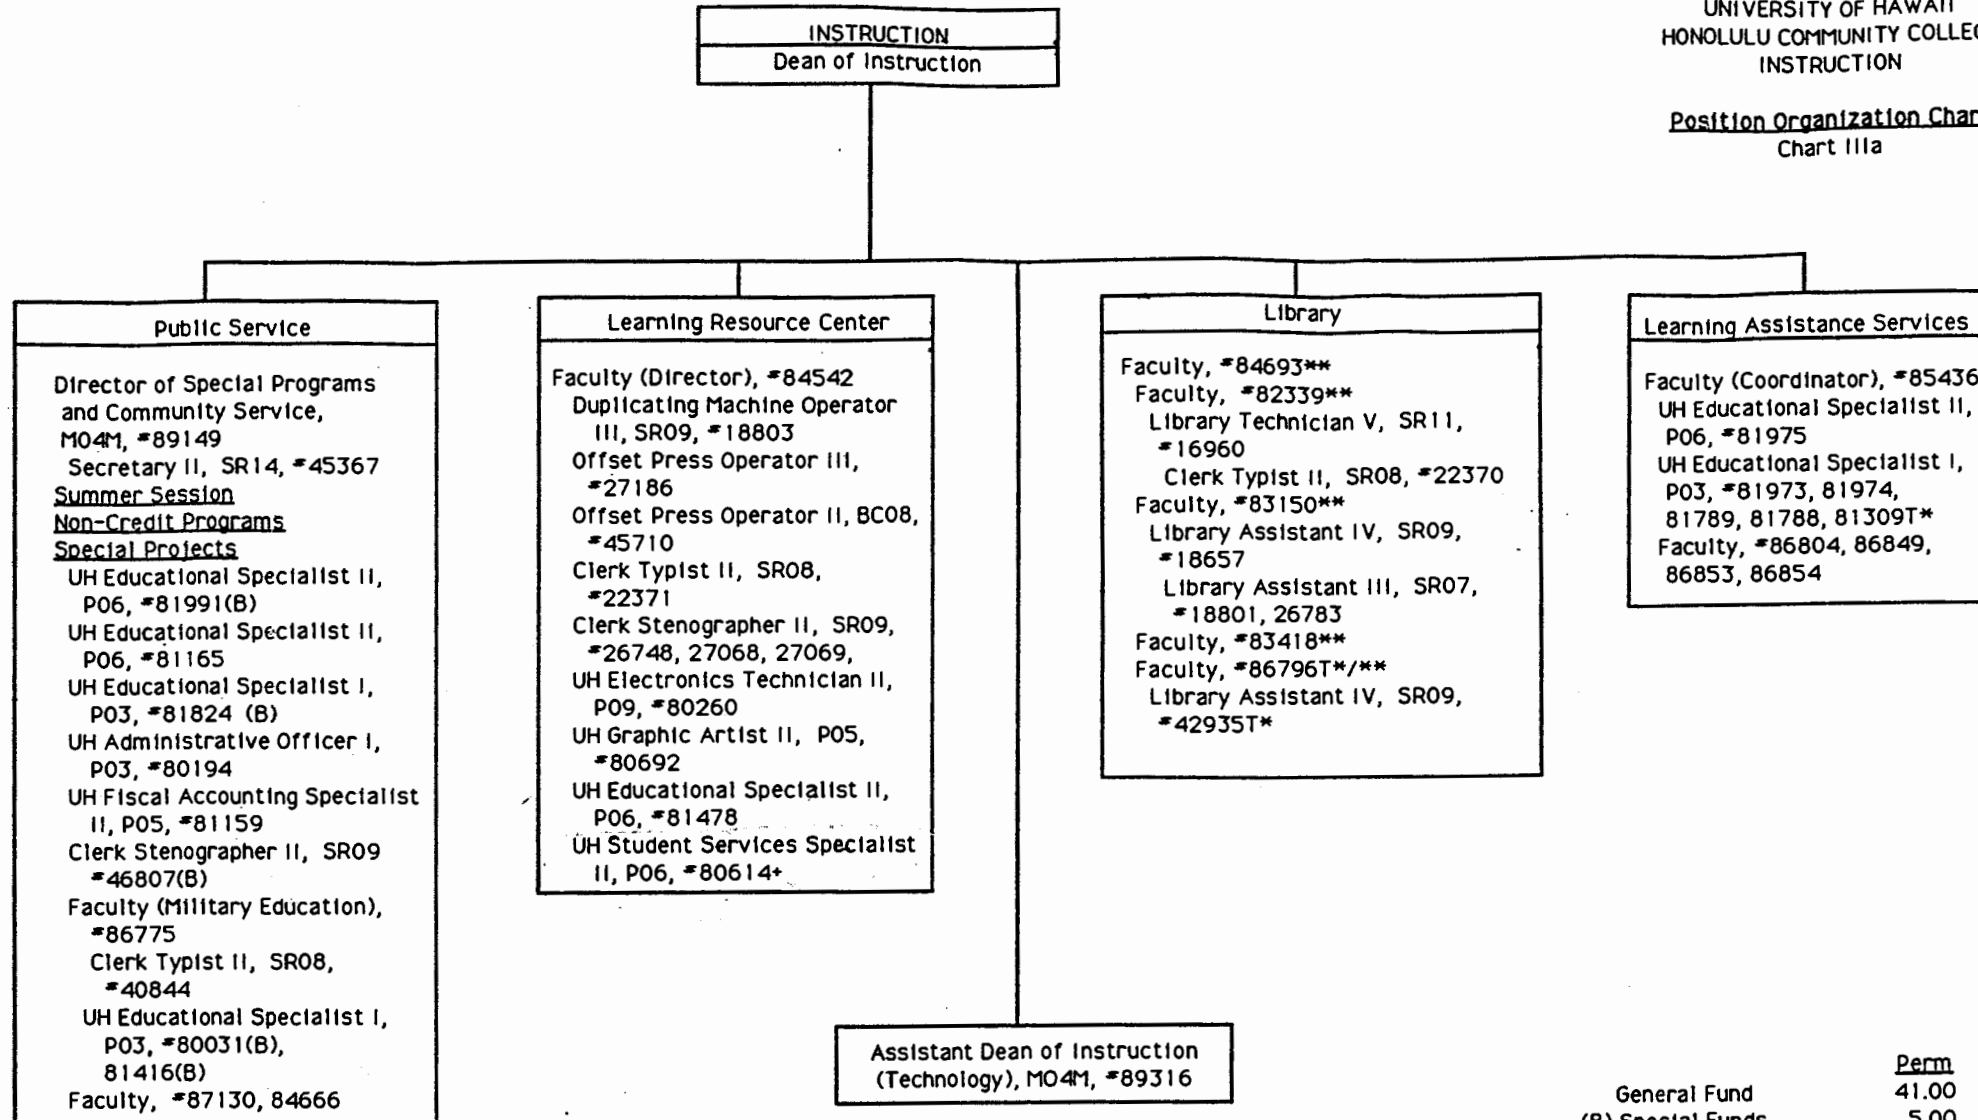 INSTRUCTION
Dean of Instruction
UNIVERSITY OF HAWAII
HONOLULU COMMUNITY
INSTRUCTION
Position Organization
Chart IIIa
Public Service
Director of Special Programs
and Community Service,
M04M, #89149
Secretary II, SR14, #45367
Summer Session
Non-Credit Programs
Special Projects
UH Educational Specialist II,
P06, #81991(B)
UH Educational Specialist II,
P06, #81165
UH Educational Specialist I,
P03, #81824 (B)
UH Administrative Officer I,
P03, #80194
UH Fiscal Accounting Specialist
II, P05, #81159
Clerk Stenographer II, SR09
#46807(B)
Faculty (Military Education),
#86775
Clerk Typist II, SR08,
#40844
UH Educational Specialist I,
P03, #80031(B),
81416(B)
Faculty, #87130, 84666
Learning Resource Center
Faculty (Director), #84542
Duplicating Machine Operator
III, SR09, #18803
Offset Press Operator III,
#27186
Offset Press Operator II, BC08,
#45710
Clerk Typist II, SR08,
#22371
Clerk Stenographer II, SR09,
#26748, 27068, 27069,
UH Electronics Technician II,
P09, #80260
UH Graphic Artist II, P05,
#80692
UH Educational Specialist II,
P06, #81478
UH Student Services Specialist
II, P06, #80614+
Library
Faculty, #84693**
Faculty, #82339**
Library Technician V, SR11,
#16960
Clerk Typist II, SR08, #22370
Faculty, #83150**
Library Assistant IV, SR09,
#18657
Library Assistant III, SR07,
#18801, 26783
Faculty, #83418**
Faculty, #86796T*/**
Library Assistant IV, SR09,
#42935T*
Learning Assistance Services
Faculty (Coordinator), #85436
UH Educational Specialist II,
P06, #81975
UH Educational Specialist I,
P03, #81973, 81974,
81789, 81788, 81309T*
Faculty, #86804, 86849,
86853, 86854
Assistant Dean of Instruction
(Technology), M04M, #89316
Perm
General Fund 41.00
(B) Special Funds 5.00